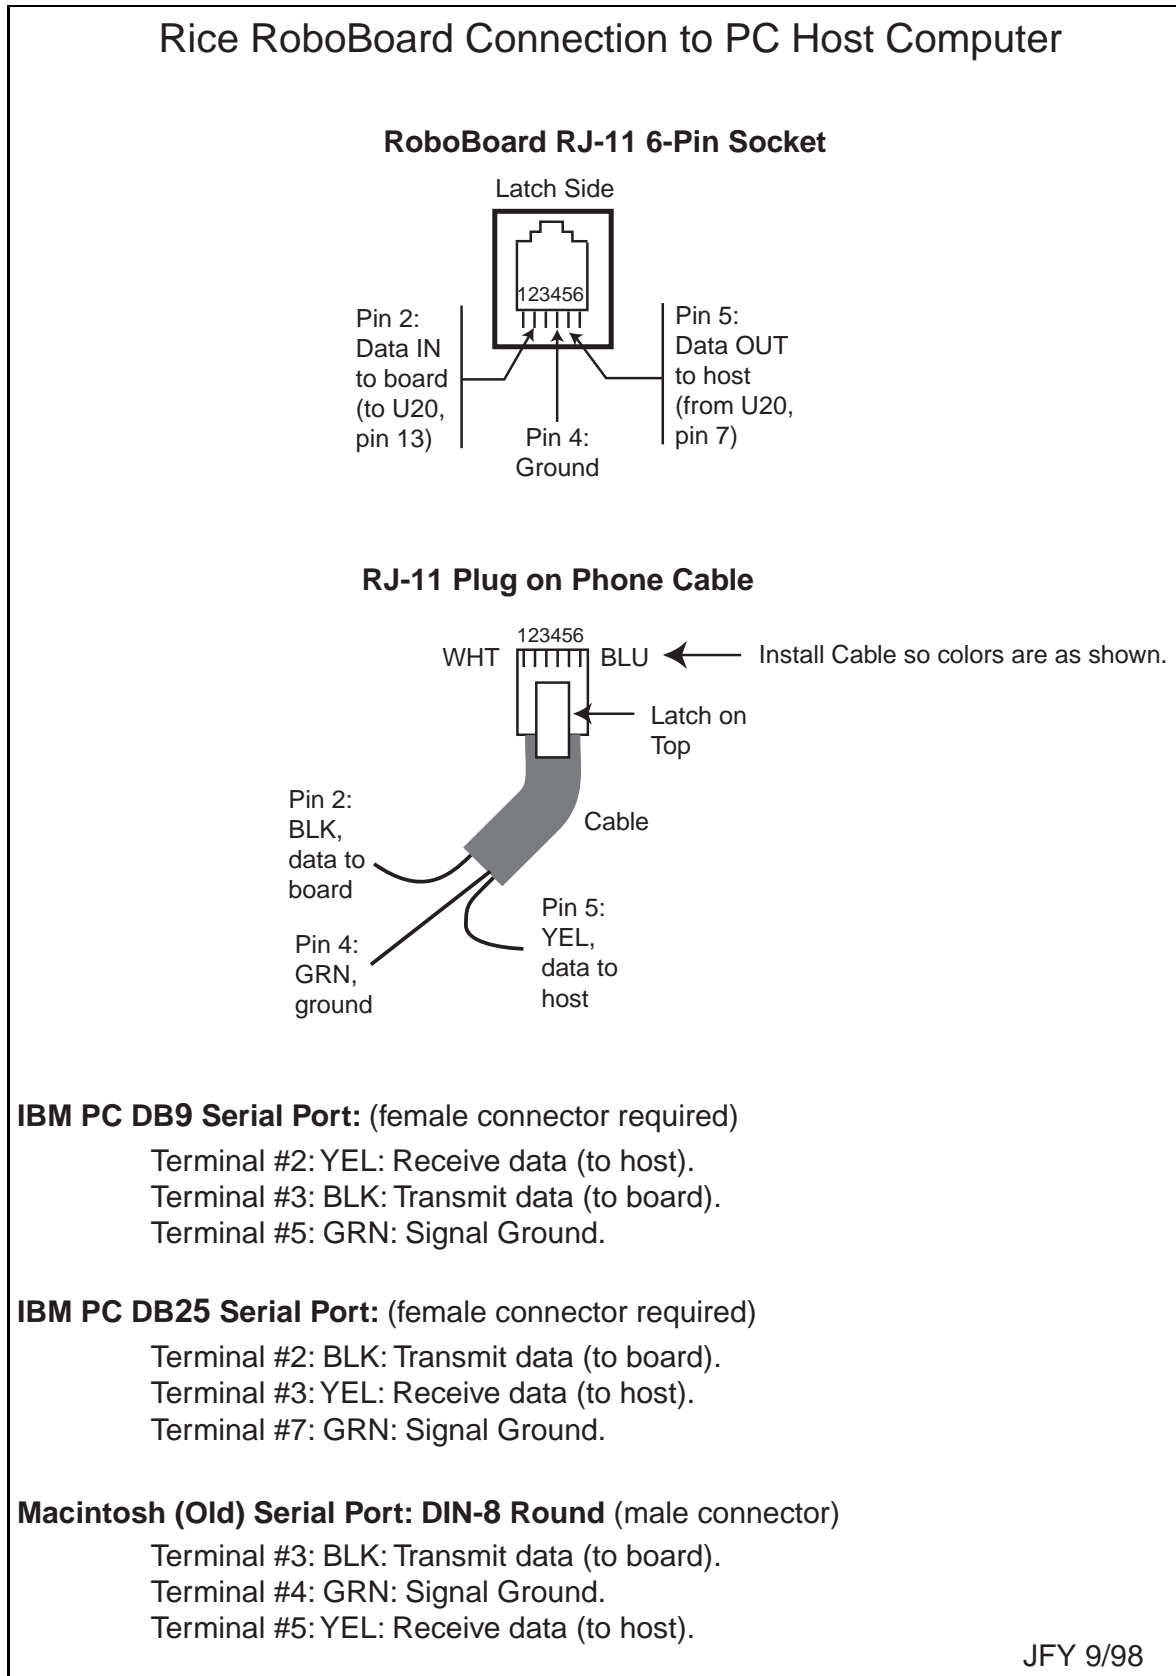 Rice RoboBoard Connection to PC Host Computer
RoboBoard RJ-11 6-Pin Socket
Latch Side
123456
Pin 2:
Data IN
to board
(to U20,
pin 13)
Pin 4:
Ground
Pin 5:
Data OUT
to host
(from U20,
pin 7)
RJ-11 Plug on Phone Cable
123456
WHT
BLU
Install Cable so colors are as shown.
Latch on
Top
Cable
Pin 2:
BLK,
data to
board
Pin 4:
GRN,
ground
Pin 5:
YEL,
data to
host
IBM PC DB9 Serial Port: (female connector required)
Terminal #2: YEL: Receive data (to host).
Terminal #3: BLK: Transmit data (to board).
Terminal #5: GRN: Signal Ground.
IBM PC DB25 Serial Port: (female connector required)
Terminal #2: BLK: Transmit data (to board).
Terminal #3: YEL: Receive data (to host).
Terminal #7: GRN: Signal Ground.
Macintosh (Old) Serial Port: DIN-8 Round (male connector)
Terminal #3: BLK: Transmit data (to board).
Terminal #4: GRN: Signal Ground.
Terminal #5: YEL: Receive data (to host).
JFY 9/98